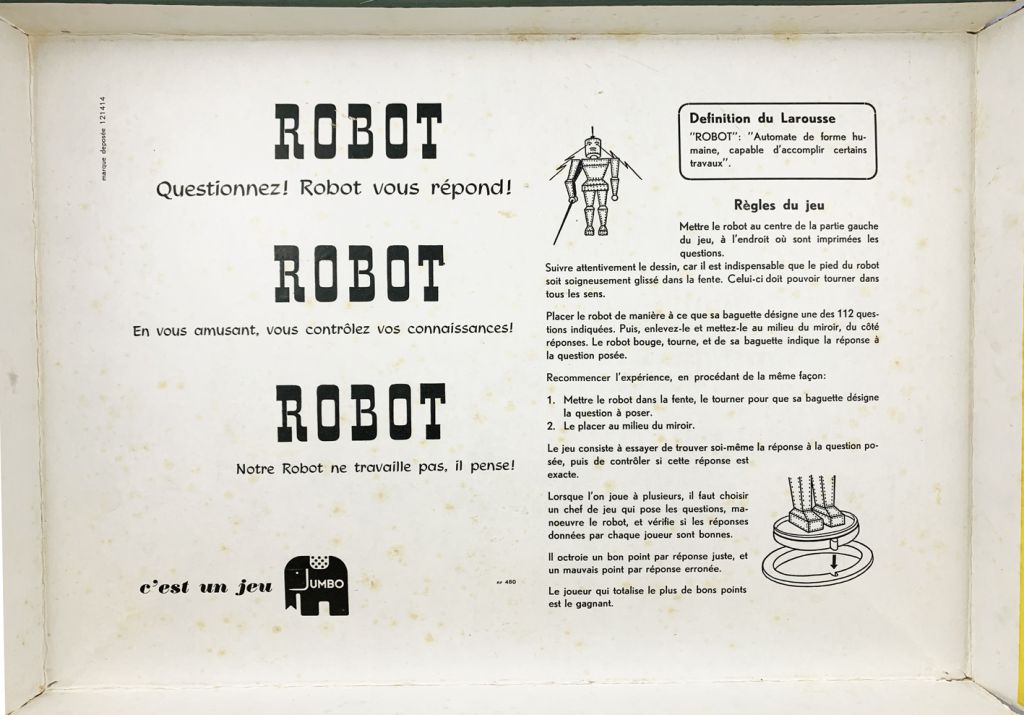 marque deposée 121414
ROBOT
Questionnez! Robot vous répond!
ROBOT
En vous amusant, vous contrôlez vos connaissances!
ROBOT
Notre Robot ne travaille pas, il pense!
c'est un jeu JUMBO
nr 460
Definition du Larousse
"ROBOT": "Automate de forme hu-
maine, capable d'accomplir certains
travaux".
Règles du jeu
Mettre le robot au centre de la partie gauche
du jeu, à l'endroit où sont imprimées les
questions.
Suivre attentivement le dessin, car il est indispensable que le pied du robot
soit soigneusement glissé dans la fente. Celui-ci doit pouvoir tourner dans
tous les sens.
Placer le robot de manière à ce que sa baguette désigne une des 112 ques-
tions indiquées. Puis, enlevez-le et mettez-le au milieu du miroir, du côté
réponses. Le robot bouge, tourne, et de sa baguette indique la réponse à
la question posée.
Recommencer l'expérience, en procédant de la même façon:
1. Mettre le robot dans la fente, le tourner pour que sa baguette désigne
la question à poser.
2. Le placer au milieu du miroir.
Le jeu consiste à essayer de trouver soi-même la réponse à la question po-
sée, puis de contrôler si cette réponse est
exacte.
Lorsque l'on joue à plusieurs, il faut choisir
un chef de jeu qui pose les questions, ma-
noeuvre le robot, et vérifie si les réponses
données par chaque joueur sont bonnes.
Il octroie un bon point par réponse juste, et
un mauvais point par réponse erronée.
Le joueur qui totalise le plus de bons points
est le gagnant.